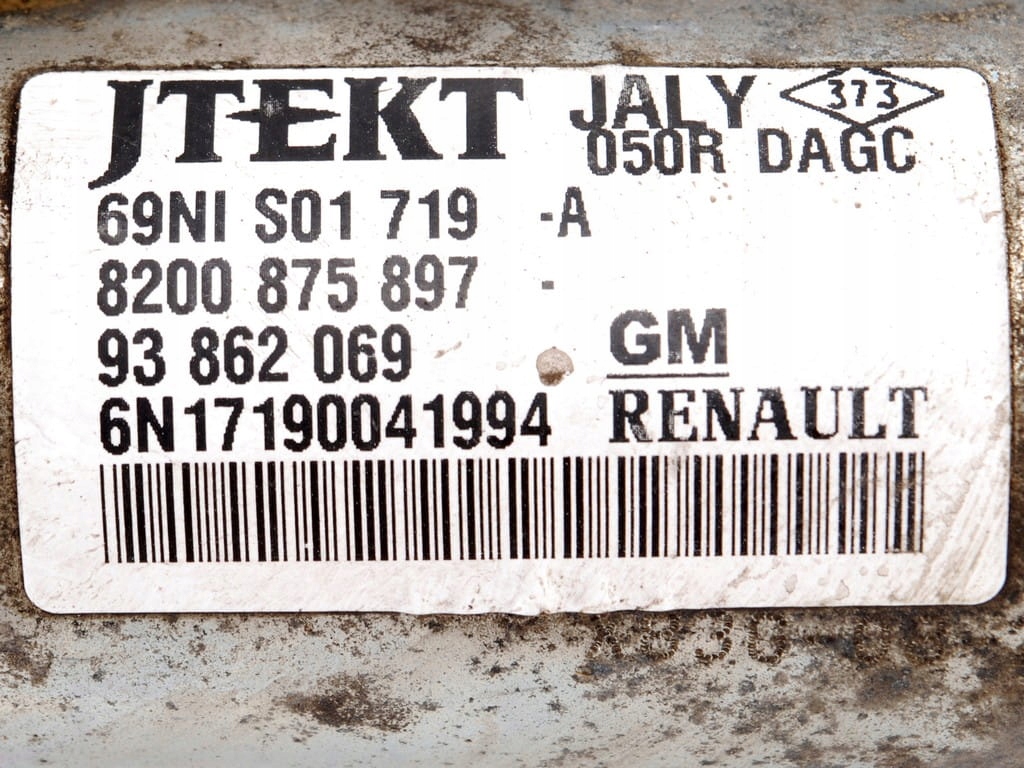 JTEKT JALY 373
050R DAGC
69NI S01 719 -A
8200 875 897 -
93 862 069 GM
6N17190041994 RENAULT